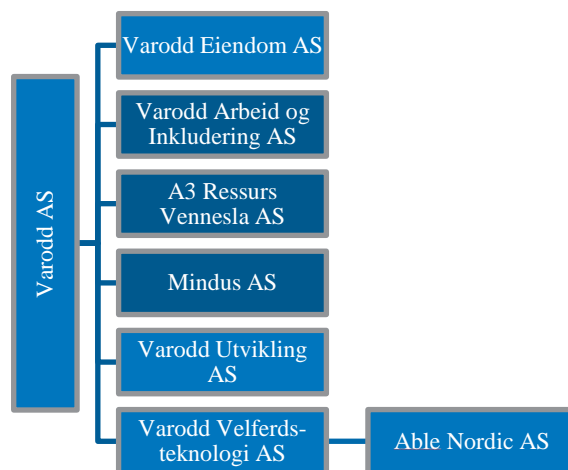 Varodd AS
Varodd Eiendom AS
Varodd Arbeid og
Inkludering AS
A3 Ressurs
Vennesla AS
Mindus AS
Varodd Utvikling
AS
Varodd Velferds-
teknologi AS
Able Nordic AS